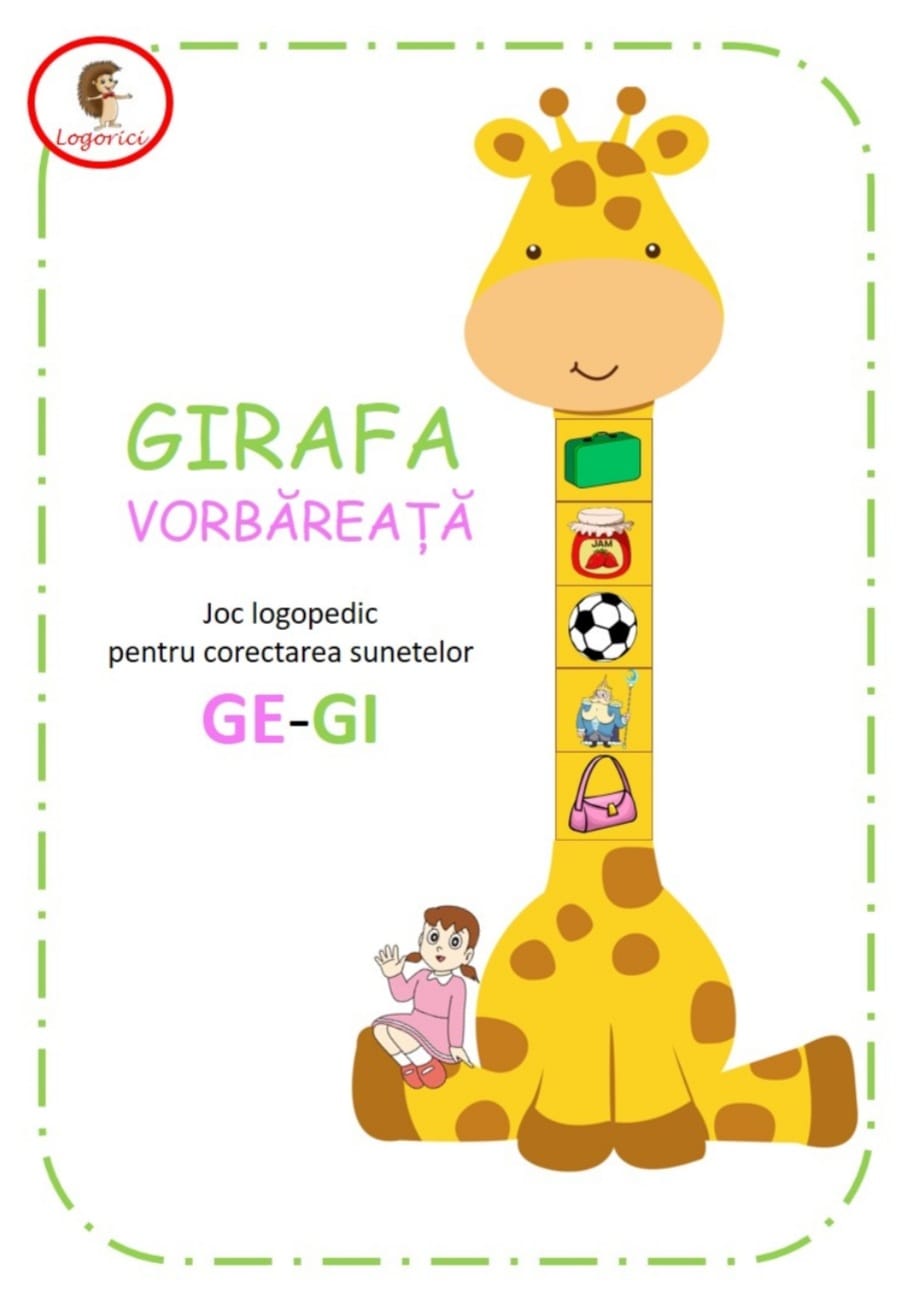 Logorici
GIRAFA
VORBĂREAȚĂ
Joc logopedic
pentru corectarea sunetelor
GE-GI
JAM